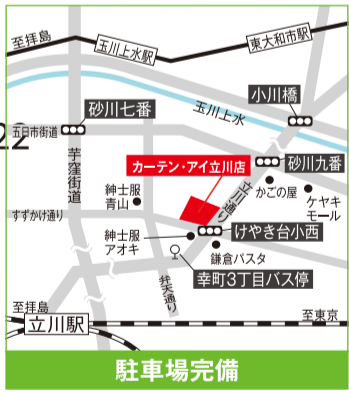 至拝島
玉川上水駅
東大和市駅
小川橋
砂川七番
玉川上水
五日市街道
22
砂川九番
カーテン・アイ立川店
芋窪街道
紳士服
青山
立川通り
かごの屋
ケヤキ
モール
すずかけ通り
けやき台小西
紳士服
アオキ
鎌倉パスタ
幸町3丁目バス停
弁天通り
至拝島
立川駅
至東京
駐車場完備